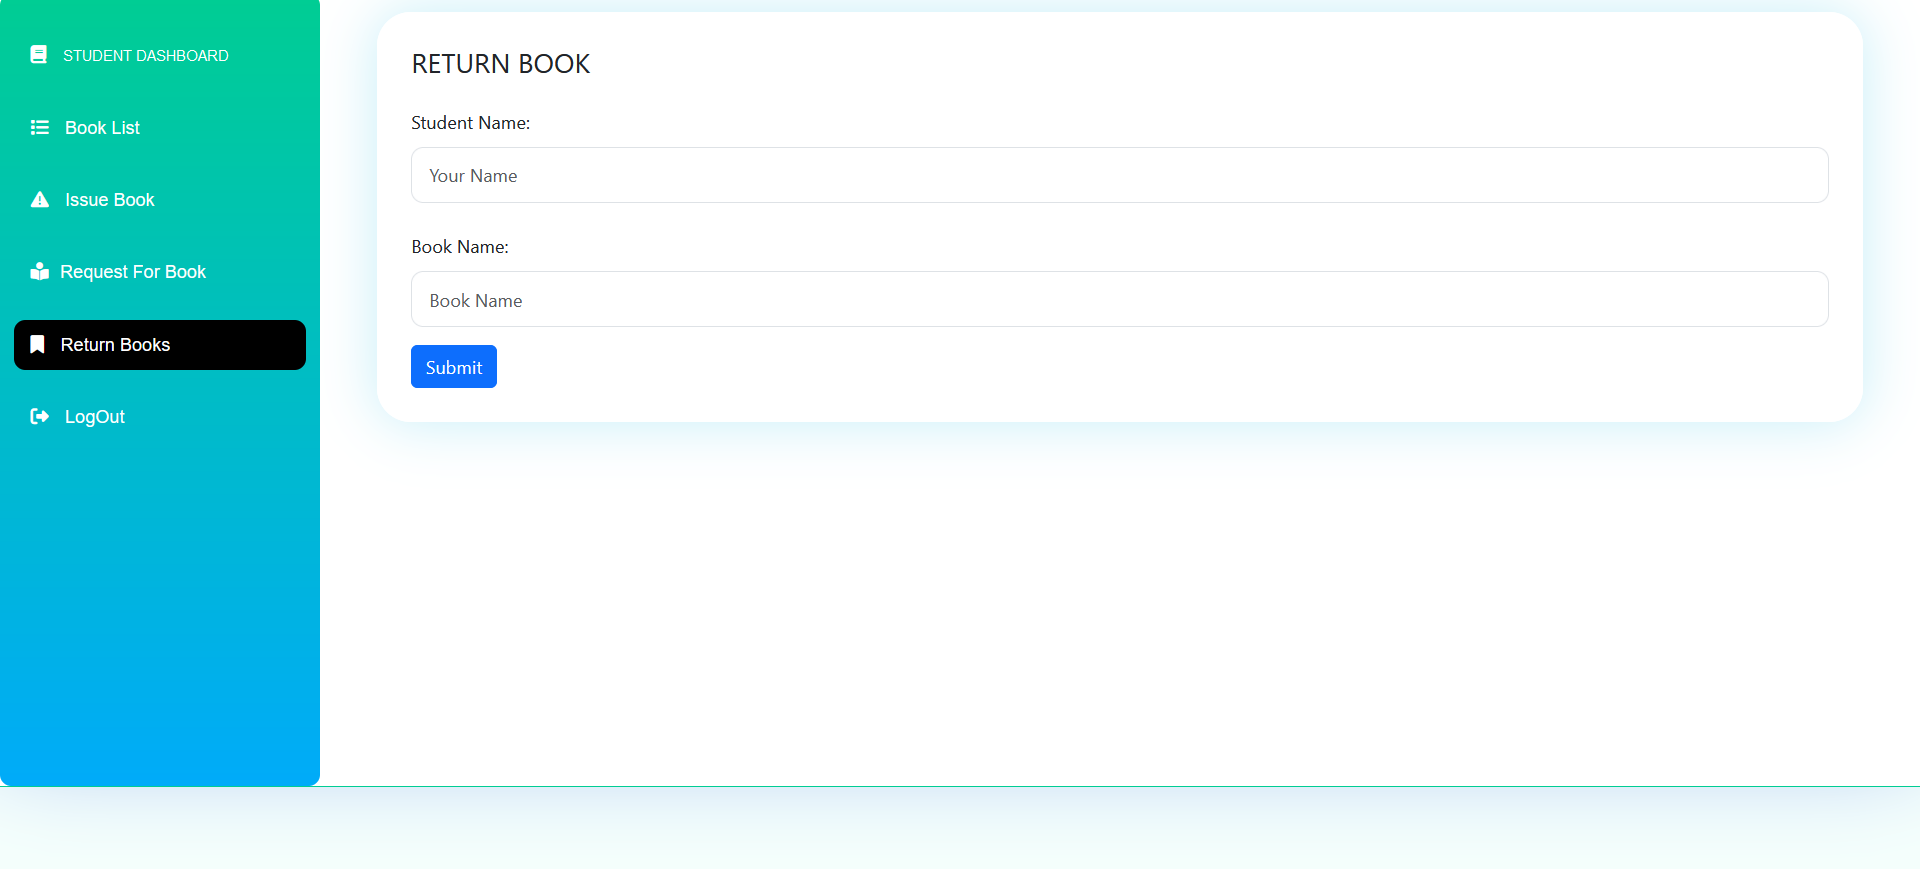 STUDENT DASHBOARD
Book List
Issue Book
Request For Book
Return Books
LogOut
RETURN BOOK
Student Name:
Your Name
Book Name:
Book Name
Submit